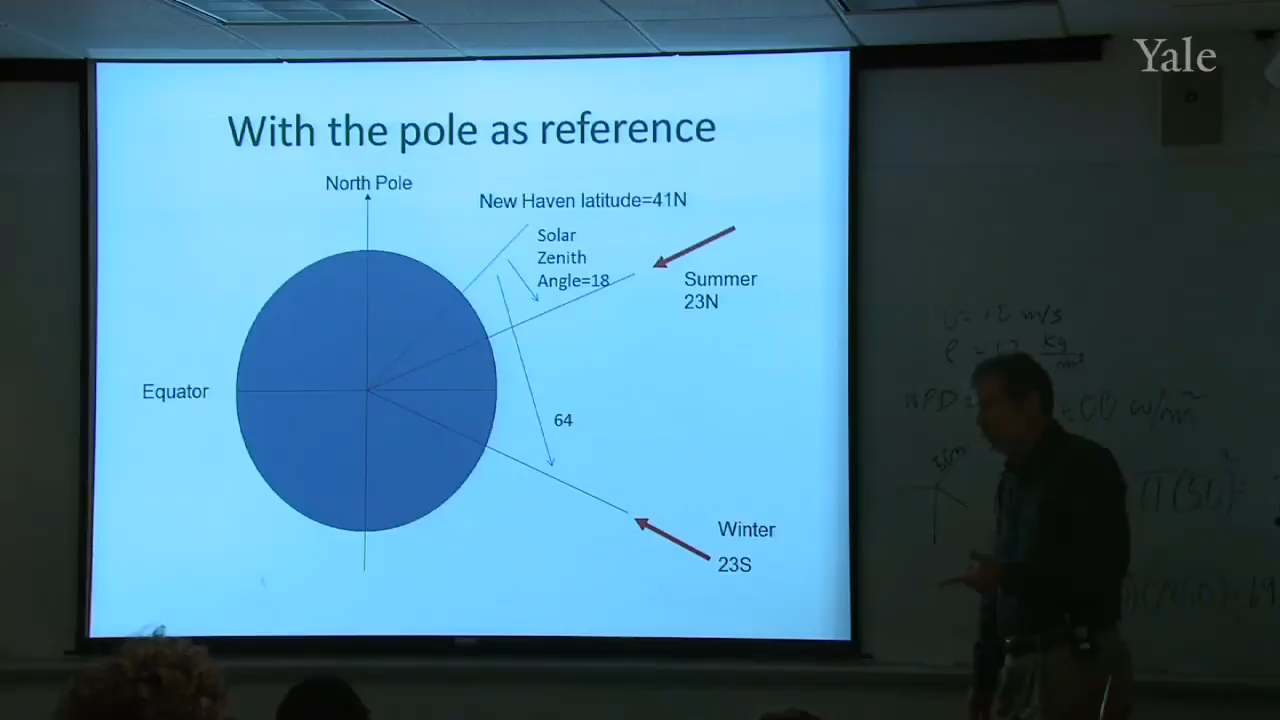 Yale
With the pole as reference
North Pole
New Haven latitude=41N
Solar
Zenith
Angle=18
Summer
23N
Equator
64
Winter
23S
m/s
kg